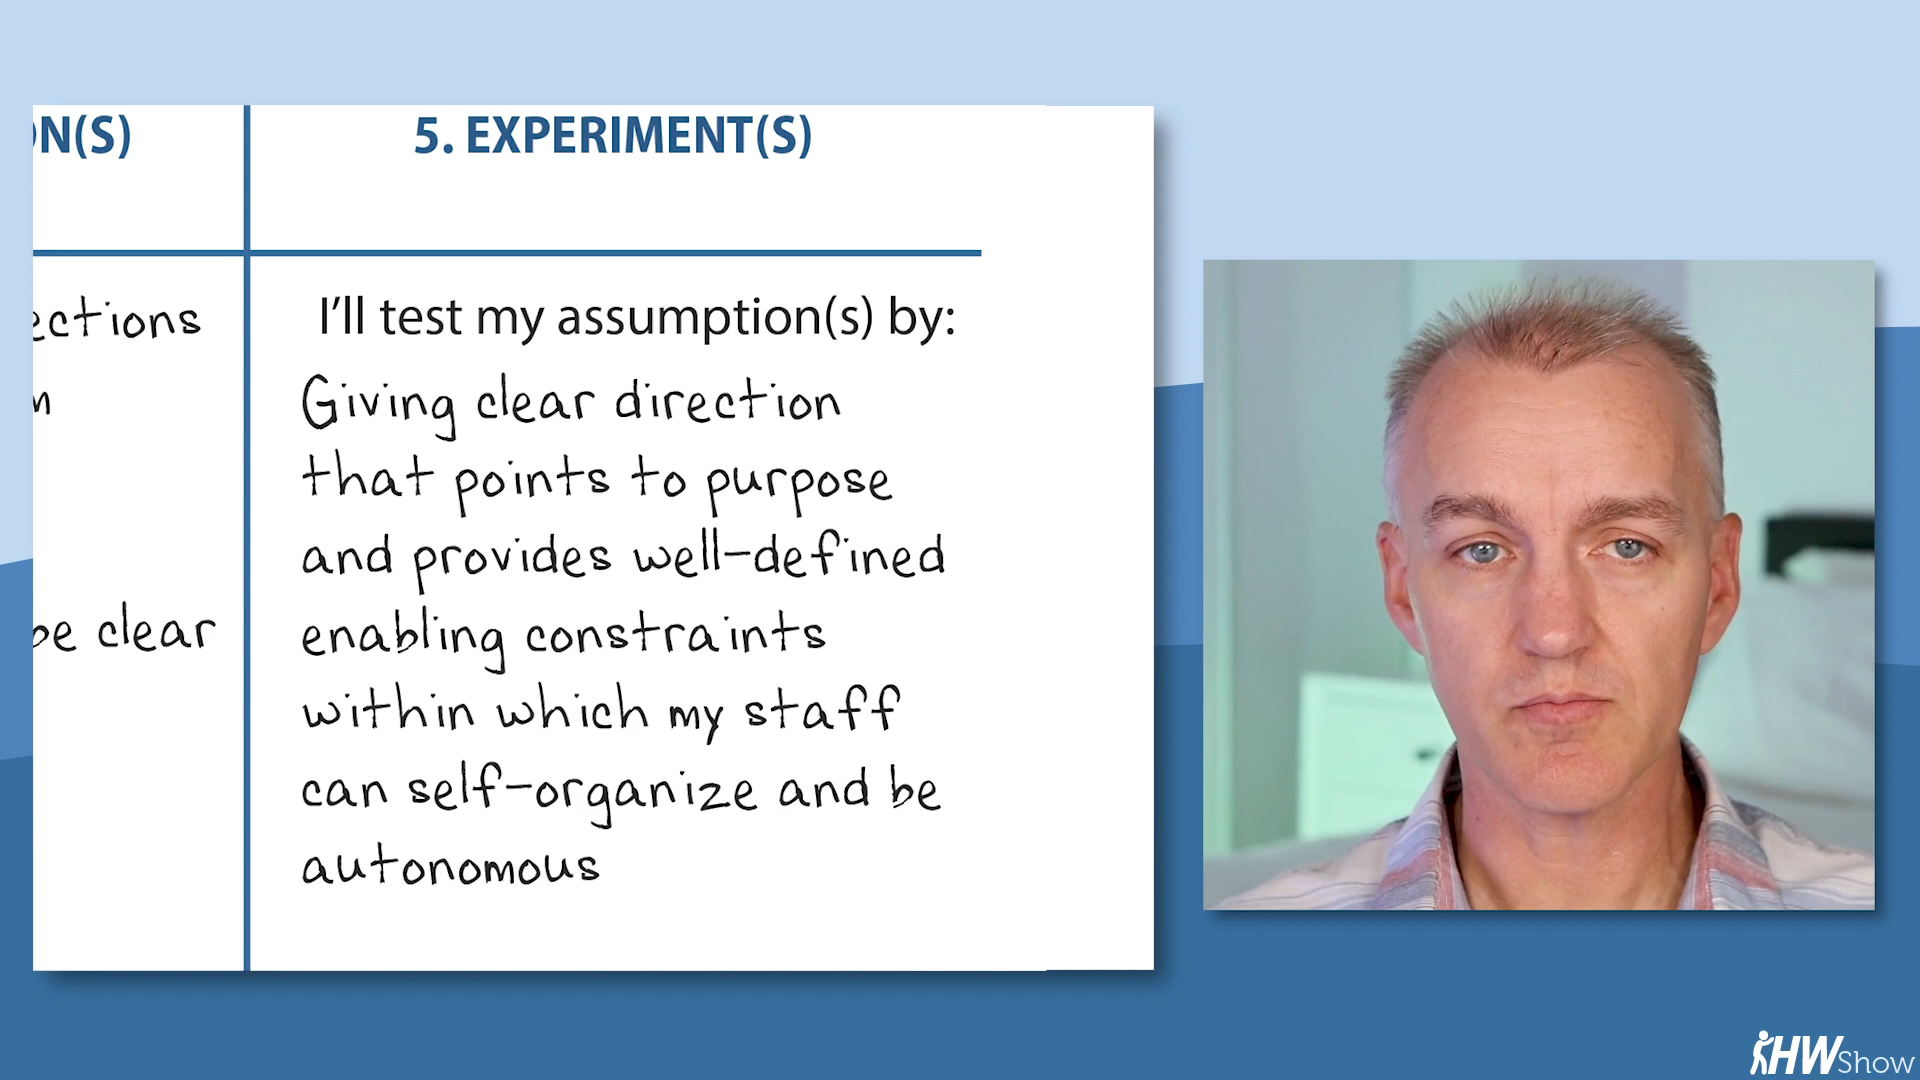 ON(S)
5. EXPERIMENT(S)
ections
be clear
I'll test my assumption(s) by:
Giving clear direction
that points to purpose
and provides well-defined
enabling constraints
within which my staff
can self-organize and be
autonomous
HWShow